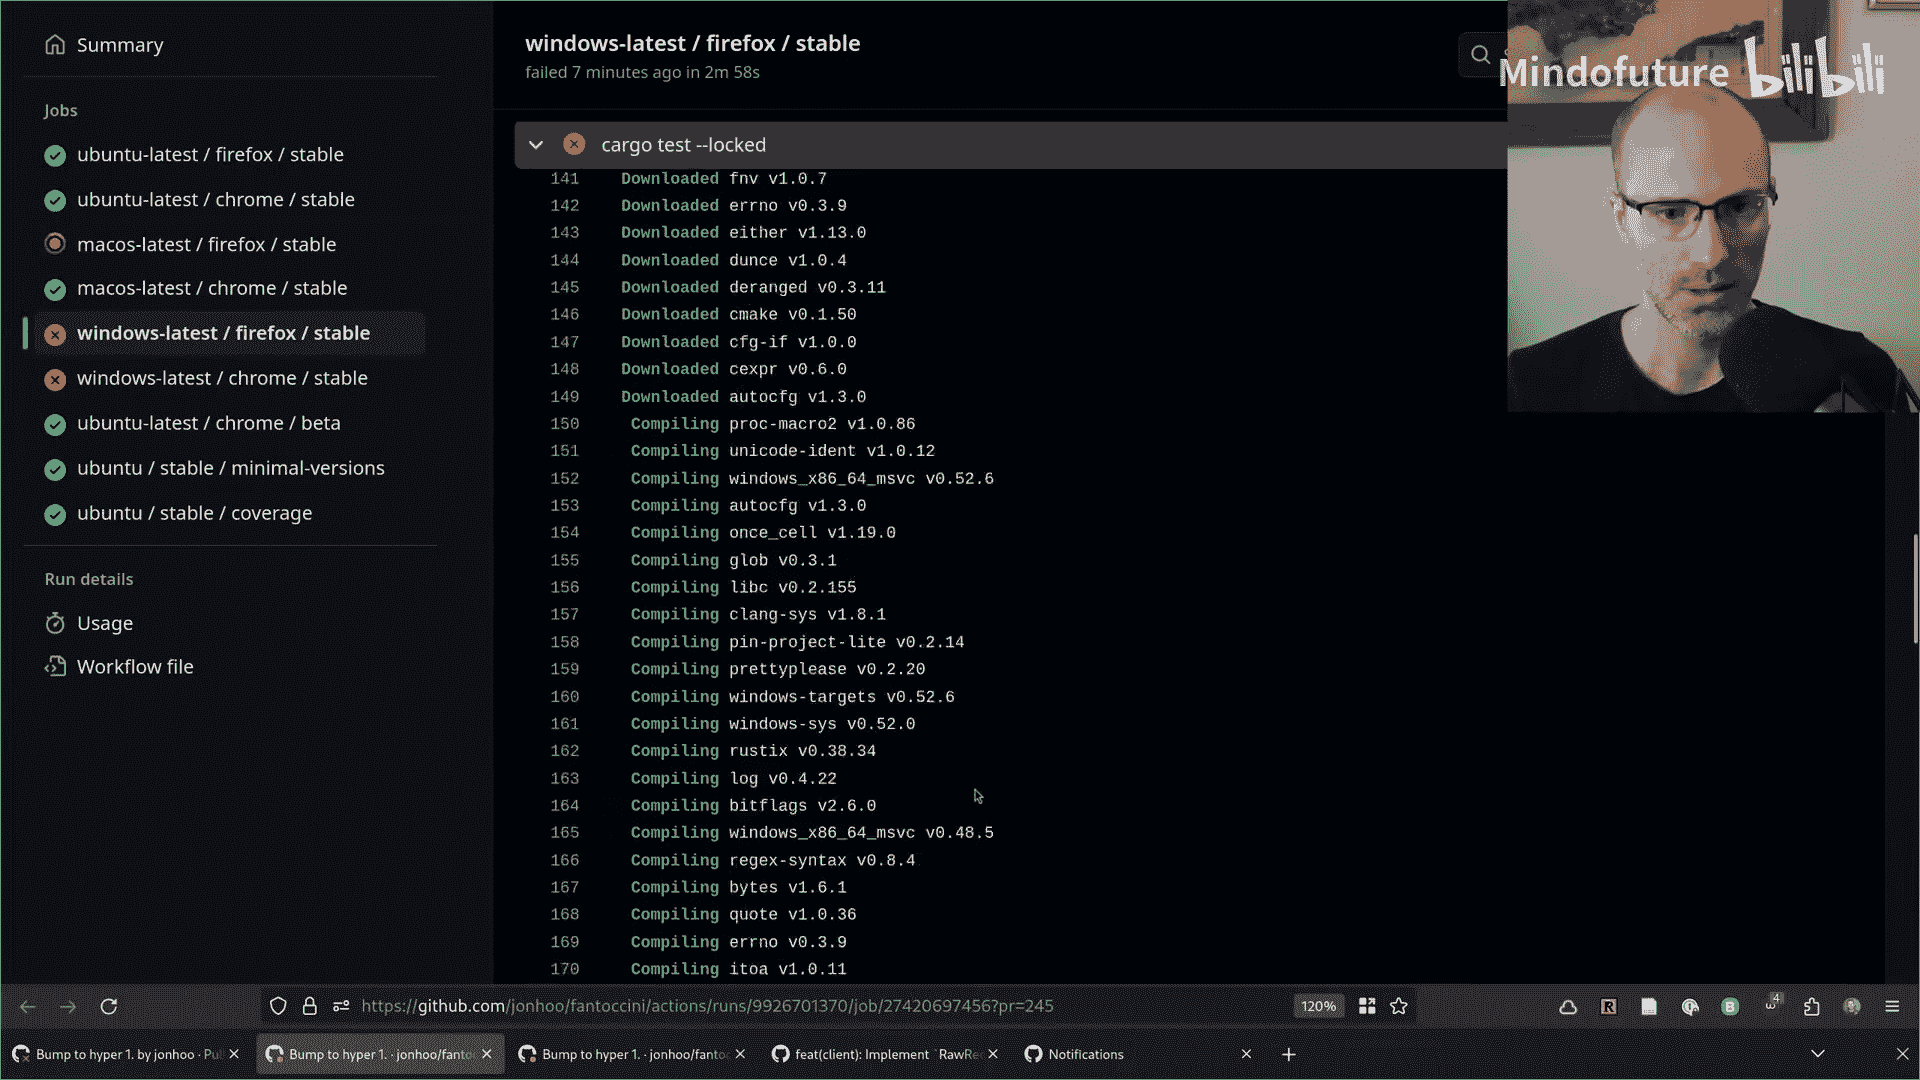 Summary
Jobs
ubuntu-latest / firefox / stable
ubuntu-latest / chrome / stable
macos-latest / firefox / stable
macos-latest / chrome / stable
windows-latest / firefox / stable
windows-latest / chrome / stable
ubuntu-latest / chrome / beta
ubuntu / stable / minimal-versions
ubuntu / stable / coverage
Run details
Usage
Workflow file
windows-latest / firefox / stable
failed 7 minutes ago in 2m 58s
Mindofuture bilibili
cargo test --locked
141 Downloaded fnv v1.0.7
142 Downloaded errno v0.3.9
143 Downloaded either v1.13.0
144 Downloaded dunce v1.0.4
145 Downloaded deranged v0.3.11
146 Downloaded cmake v0.1.50
147 Downloaded cfg-if v1.0.0
148 Downloaded cexpr v0.6.0
149 Downloaded autocfg v1.3.0
150 Compiling proc-macro2 v1.0.86
151 Compiling unicode-ident v1.0.12
152 Compiling windows_x86_64_msvc v0.52.6
153 Compiling autocfg v1.3.0
154 Compiling once_cell v1.19.0
155 Compiling glob v0.3.1
156 Compiling libc v0.2.155
157 Compiling clang-sys v1.8.1
158 Compiling pin-project-lite v0.2.14
159 Compiling prettyplease v0.2.20
160 Compiling windows-targets v0.52.6
161 Compiling windows-sys v0.52.0
162 Compiling rustix v0.38.34
163 Compiling log v0.4.22
164 Compiling bitflags v2.6.0
165 Compiling windows_x86_64_msvc v0.48.5
166 Compiling regex-syntax v0.8.4
167 Compiling bytes v1.6.1
168 Compiling quote v1.0.36
169 Compiling errno v0.3.9
170 Compiling itoa v1.0.11
https://github.com/jonhoo/fantoccini/actions/runs/9926701370/job/27420697456?pr=245
120%
R
B
4
Bump to hyper 1. by jonhoo · Pul
Bump to hyper 1. · jonhoo/fanto
Bump to hyper 1. · jonhoo/fanto
feat(client): Implement `RawRe
Notifications